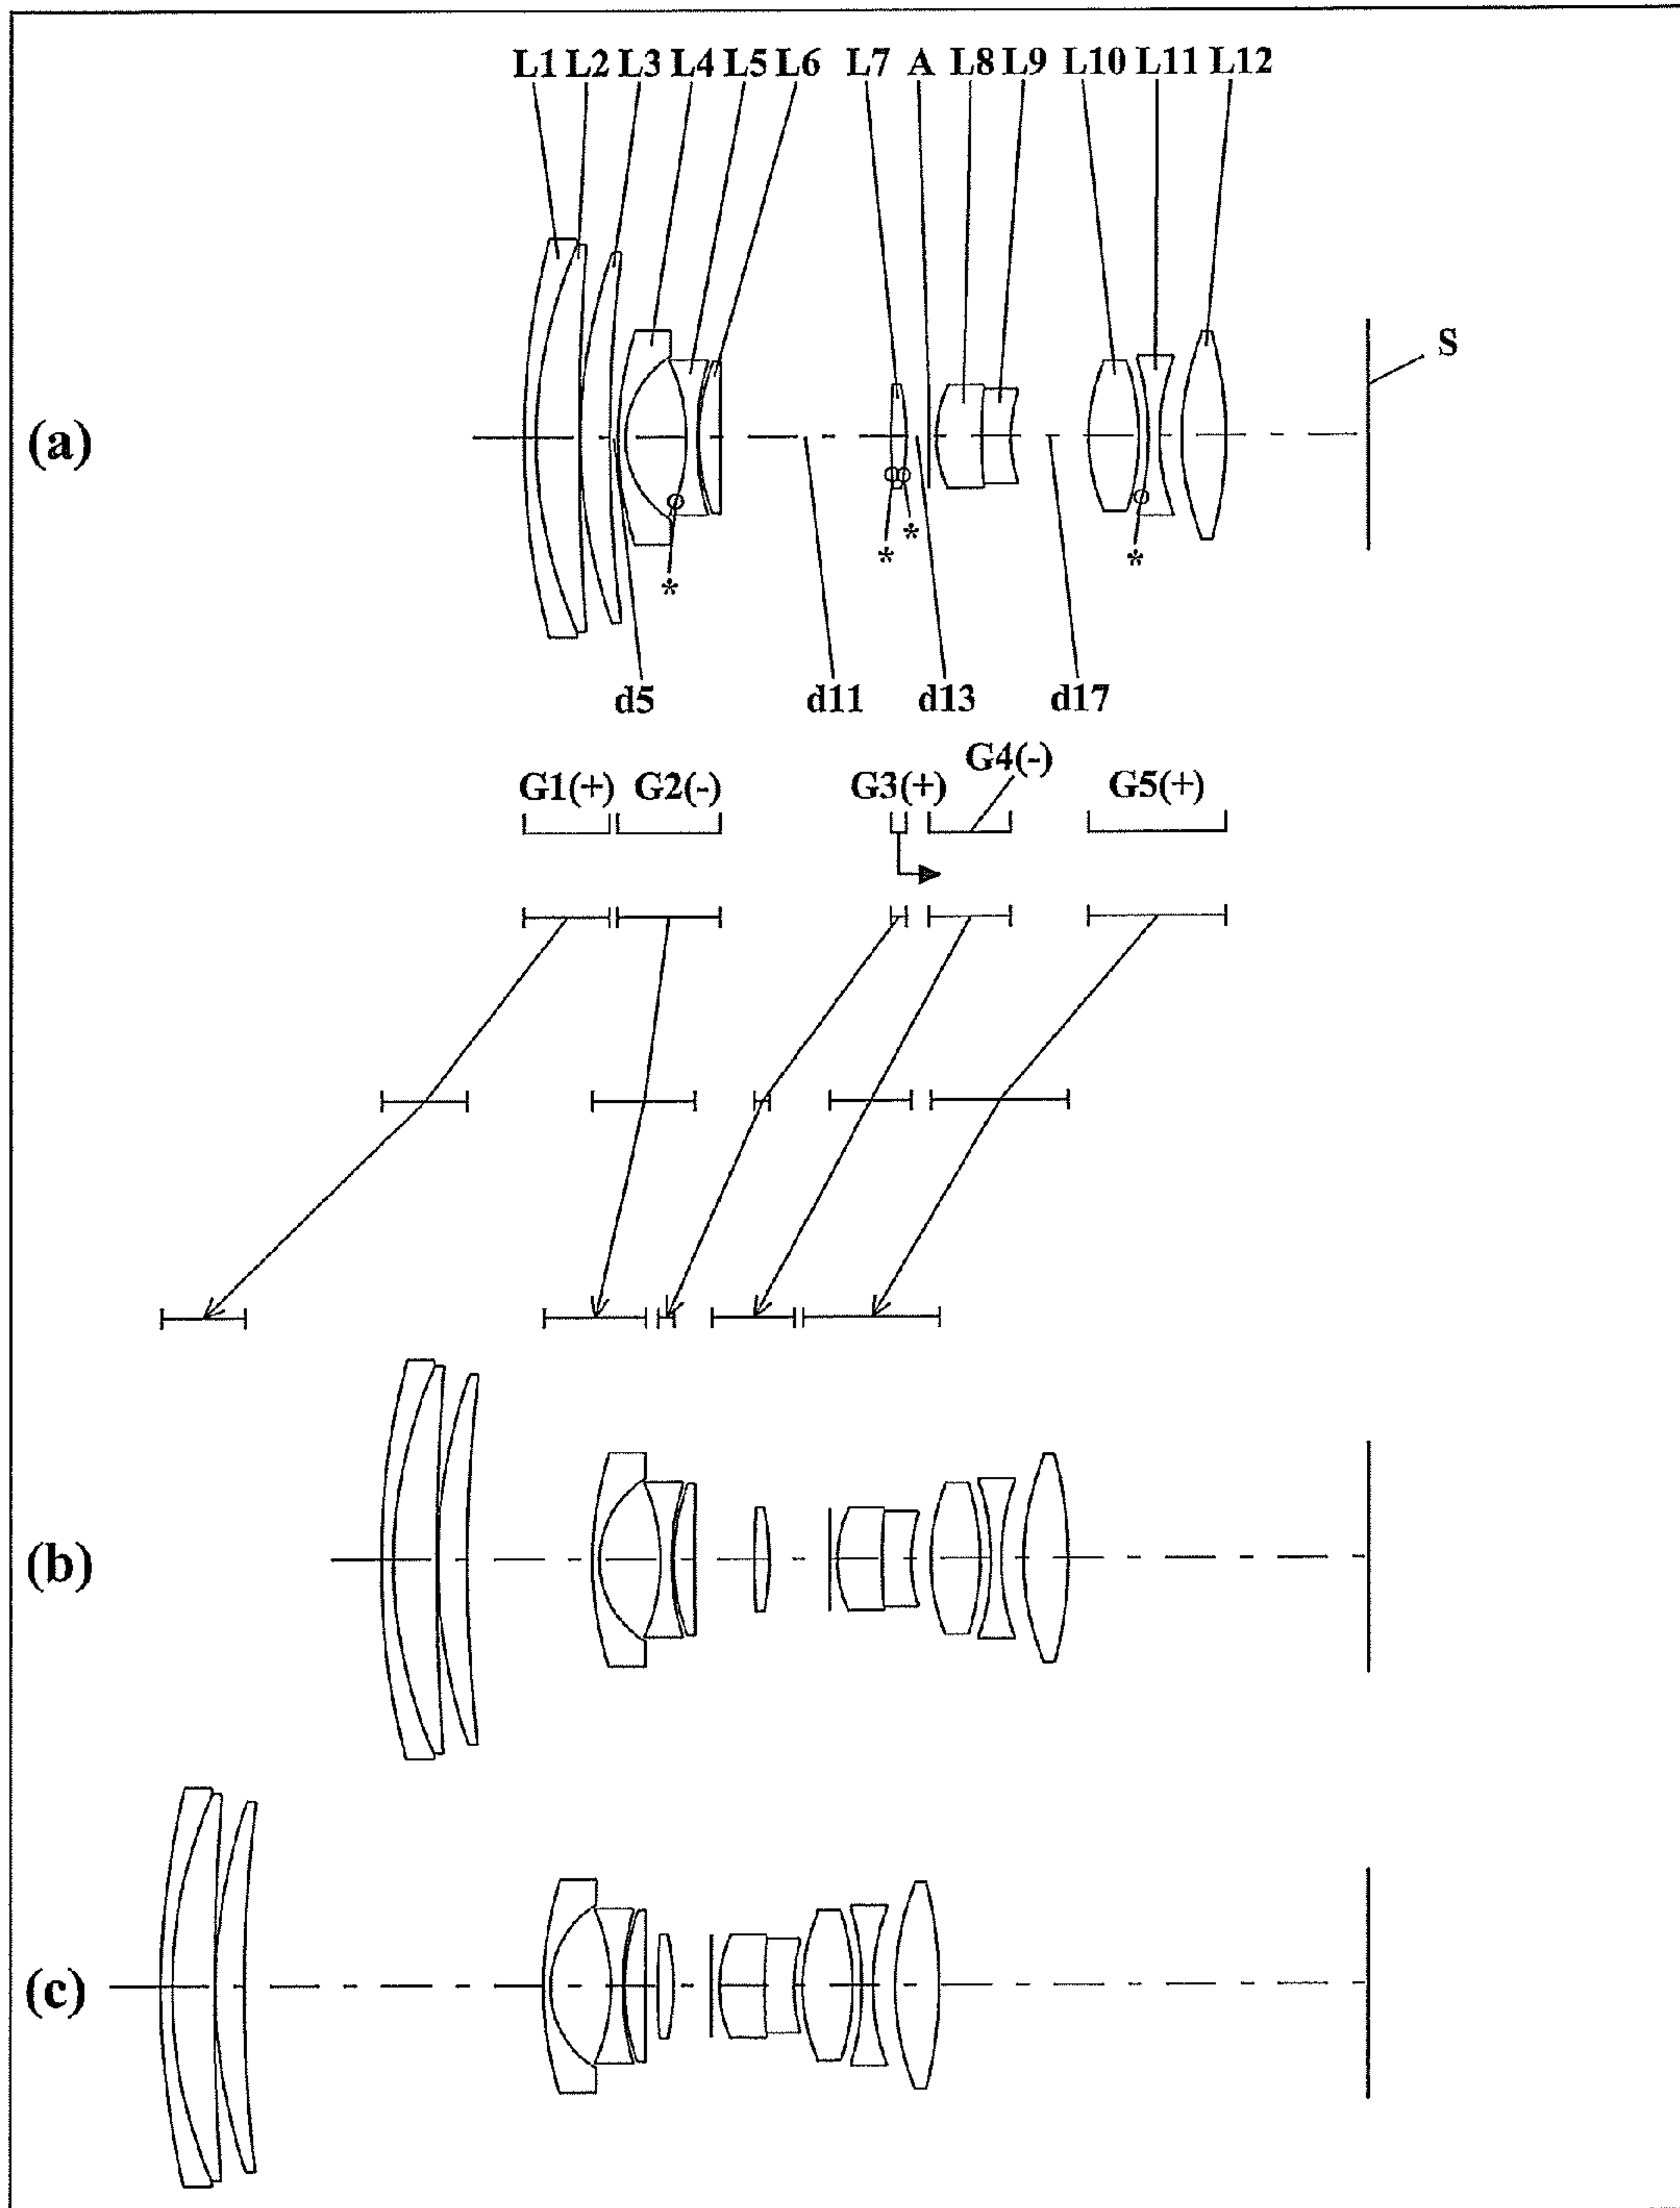 L1 L2 L3 L4 L5 L6 L7 A L8 L9 L10 L11 L12
S
(a)
* * * *
d5 d11 d13 d17
G1(+) G2(-) G3(+) G4(-) G5(+)
(b)
(c)